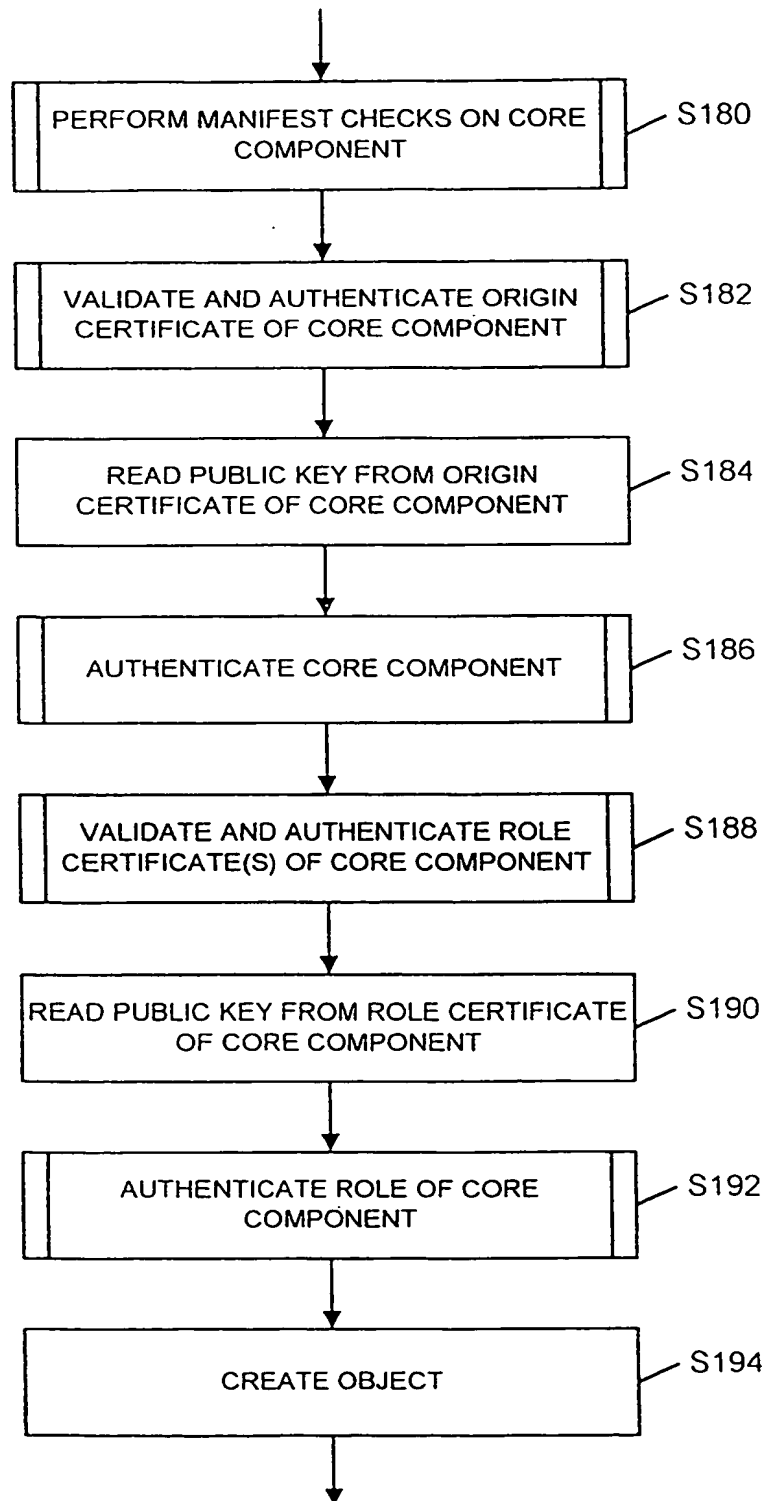 PERFORM MANIFEST CHECKS ON CORE
COMPONENT
S180
VALIDATE AND AUTHENTICATE ORIGIN
CERTIFICATE OF CORE COMPONENT
S182
READ PUBLIC KEY FROM ORIGIN
CERTIFICATE OF CORE COMPONENT
S184
AUTHENTICATE CORE COMPONENT
S186
VALIDATE AND AUTHENTICATE ROLE
CERTIFICATE(S) OF CORE COMPONENT
S188
READ PUBLIC KEY FROM ROLE CERTIFICATE
OF CORE COMPONENT
S190
AUTHENTICATE ROLE OF CORE
COMPONENT
S192
CREATE OBJECT
S194